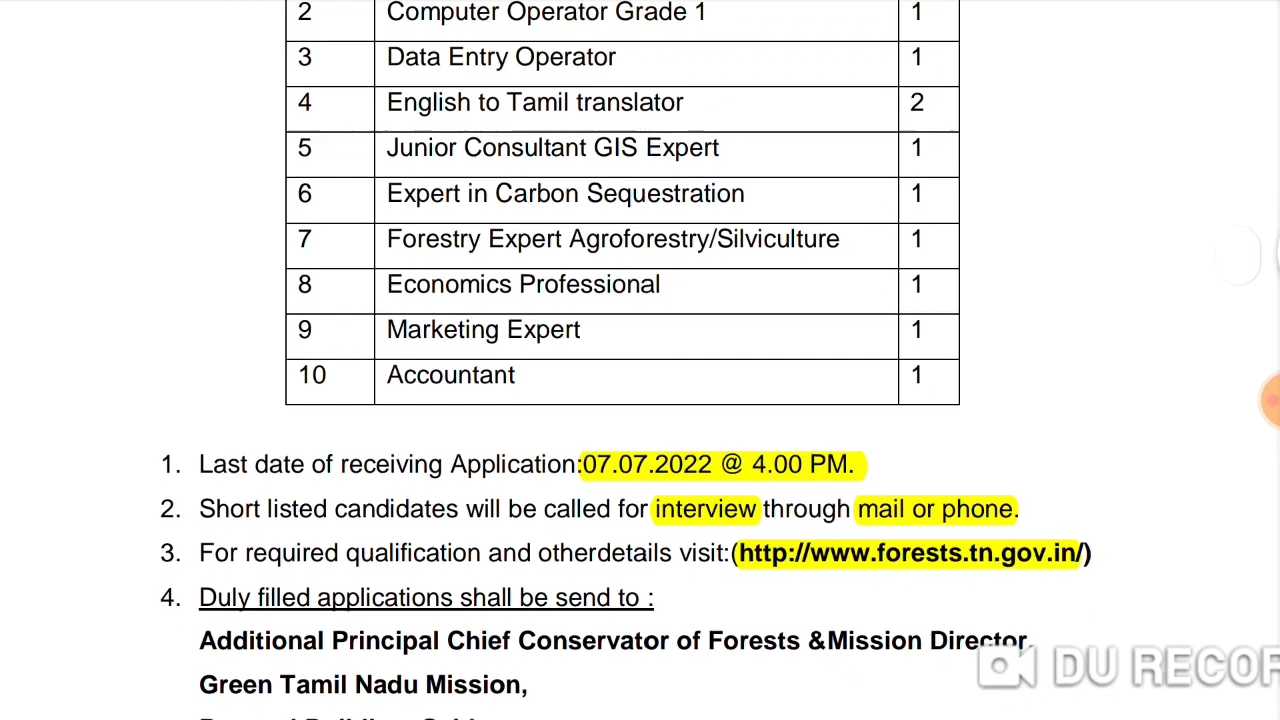 2 Computer Operator Grade 1 1
3 Data Entry Operator 1
4 English to Tamil translator 2
5 Junior Consultant GIS Expert 1
6 Expert in Carbon Sequestration 1
7 Forestry Expert Agroforestry/Silviculture 1
8 Economics Professional 1
9 Marketing Expert 1
10 Accountant 1
1. Last date of receiving Application:07.07.2022 @ 4.00 PM.
2. Short listed candidates will be called for interview through mail or phone.
3. For required qualification and otherdetails visit:(http://www.forests.tn.gov.in/)
4. Duly filled applications shall be send to :
Additional Principal Chief Conservator of Forests &Mission Director,
Green Tamil Nadu Mission,
DU RECOR